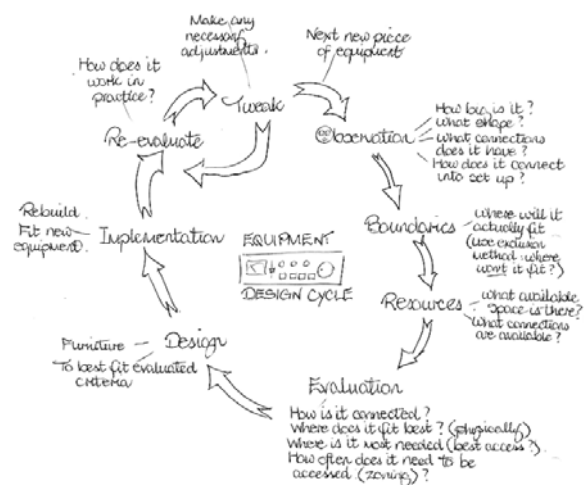 Make any
necessary
adjustments.
Next new piece
of equipment
How does it
work in
practice?
Tweak
Re-evaluate
Observation
How big is it?
What shape?
What connections
does it have?
How does it connect
into set up?
Rebuild.
Fit new
equipment.
Implementation
EQUIPMENT
DESIGN CYCLE
Boundaries
Where will it
actually fit
(use exclusion
method: where
won't it fit?)
Resources
What available
space is there?
What connections
are available?
Furniture
To best fit evaluated
criteria
Design
Evaluation
How is it connected?
Where does it fit best? (physically)
Where is it most needed (best access?).
How often does it need to be
accessed (zoning)?